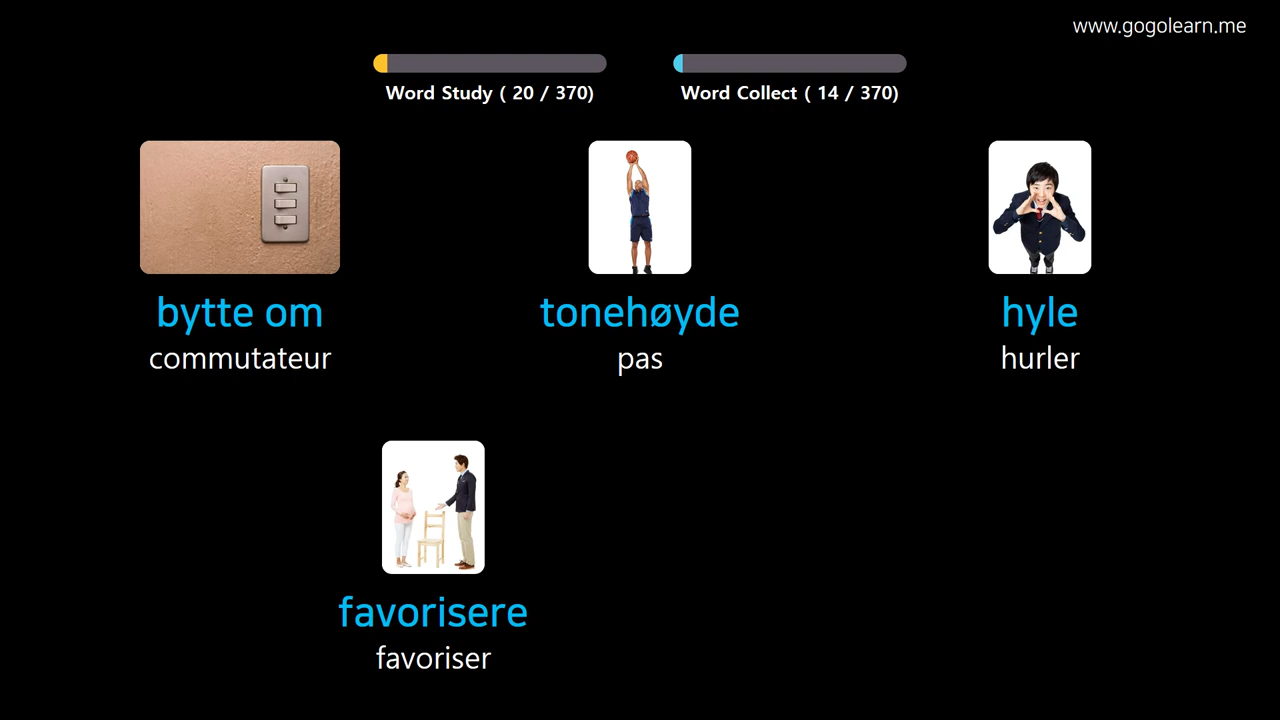 www.gogolearn.me
Word Study ( 20 / 370)
Word Collect ( 14 / 370)
bytte om
commutateur
tonehøyde
pas
hyle
hurler
favorisere
favoriser